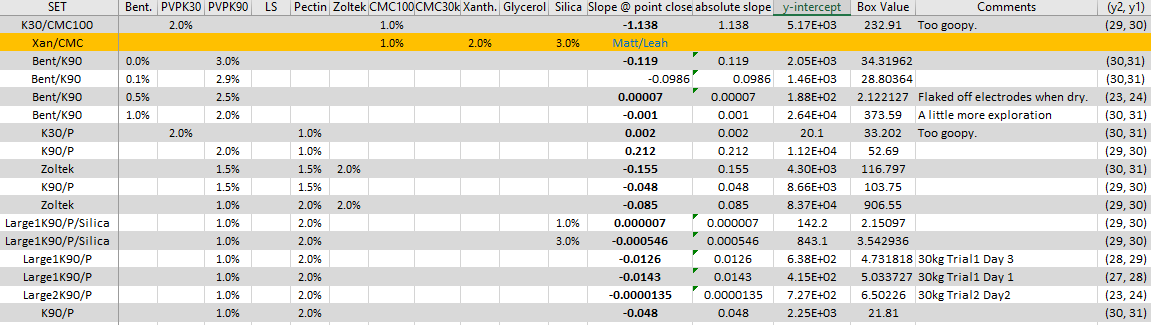 SET Bent. PVPK30 PVPK90 LS Pectin Zoltek CMC100 CMC30k Xanth. Glycerol Silica Slope @ point close absolute slope y-intercept Box Value Comments (y2, y1)
K30/CMC100 2.0% 1.0% -1.138 1.138 5.17E+03 232.91 Too goopy. (29, 30)
Xan/CMC 1.0% 2.0% 3.0% Matt/Leah
Bent/K90 0.0% 3.0% -0.119 0.119 2.05E+03 34.31962 (30,31)
Bent/K90 0.1% 2.9% -0.0986 0.0986 1.46E+03 28.80364 (30,31)
Bent/K90 0.5% 2.5% 0.00007 0.00007 1.88E+02 2.122127 Flaked off electrodes when dry. (23, 24)
Bent/K90 1.0% 2.0% -0.001 0.001 2.64E+04 373.59 A little more exploration (30, 31)
K30/P 2.0% 1.0% 0.002 0.002 20.1 33.202 Too goopy. (30, 31)
K90/P 2.0% 1.0% 0.212 0.212 1.12E+04 52.69 (29, 30)
Zoltek 1.5% 1.5% 2.0% -0.155 0.155 4.30E+03 116.797 (30, 31)
K90/P 1.5% 1.5% -0.048 0.048 8.66E+03 103.75 (29, 30)
Zoltek 1.0% 2.0% 2.0% -0.085 0.085 8.37E+04 906.55 (29, 30)
Large1K90/P/Silica 1.0% 2.0% 1.0% 0.000007 0.000007 142.2 2.15097 (29, 30)
Large1K90/P/Silica 1.0% 2.0% 3.0% -0.000546 0.000546 843.1 3.542936 (29, 30)
Large1K90/P 1.0% 2.0% -0.0126 0.0126 6.38E+02 4.731818 30kg Trial1 Day 3 (28, 29)
Large1K90/P 1.0% 2.0% -0.0143 0.0143 4.15E+02 5.033727 30kg Trial1 Day 1 (27, 28)
Large2K90/P 1.0% 2.0% -0.0000135 0.0000135 7.27E+02 6.50226 30kg Trial2 Day2 (23, 24)
K90/P 1.0% 2.0% -0.048 0.048 2.25E+03 21.81 (30, 31)